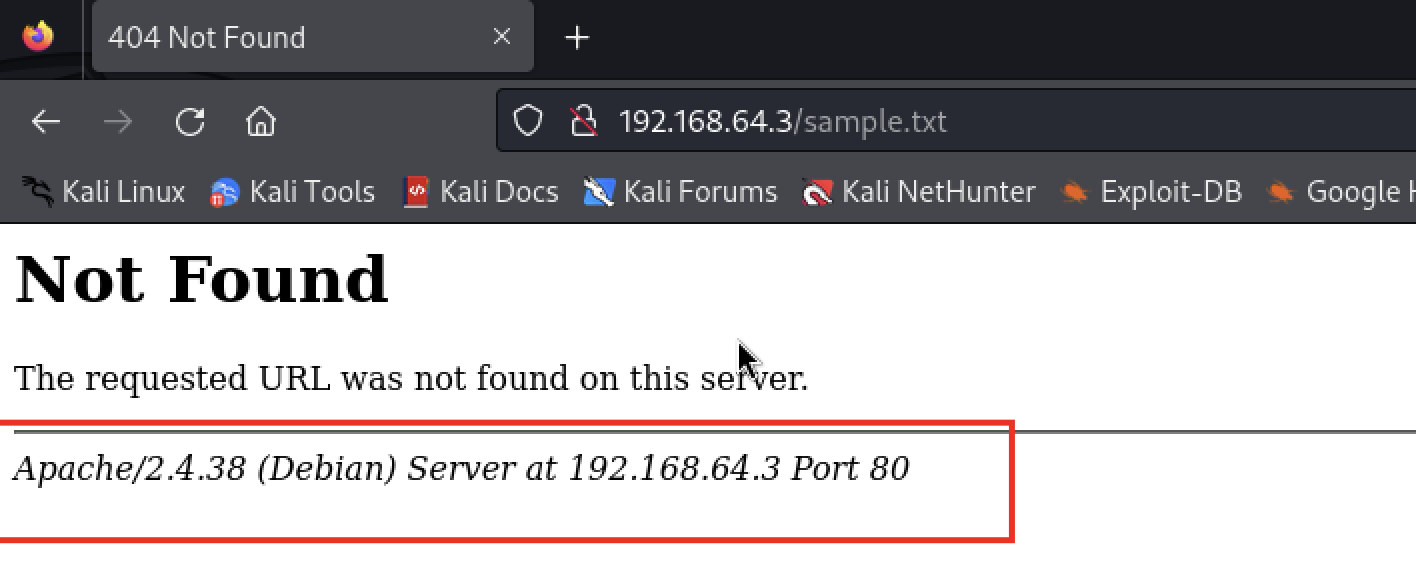 404 Not Found
192.168.64.3/sample.txt
Kali Linux Kali Tools Kali Docs Kali Forums Kali NetHunter Exploit-DB Google H
Not Found
The requested URL was not found on this server.
Apache/2.4.38 (Debian) Server at 192.168.64.3 Port 80